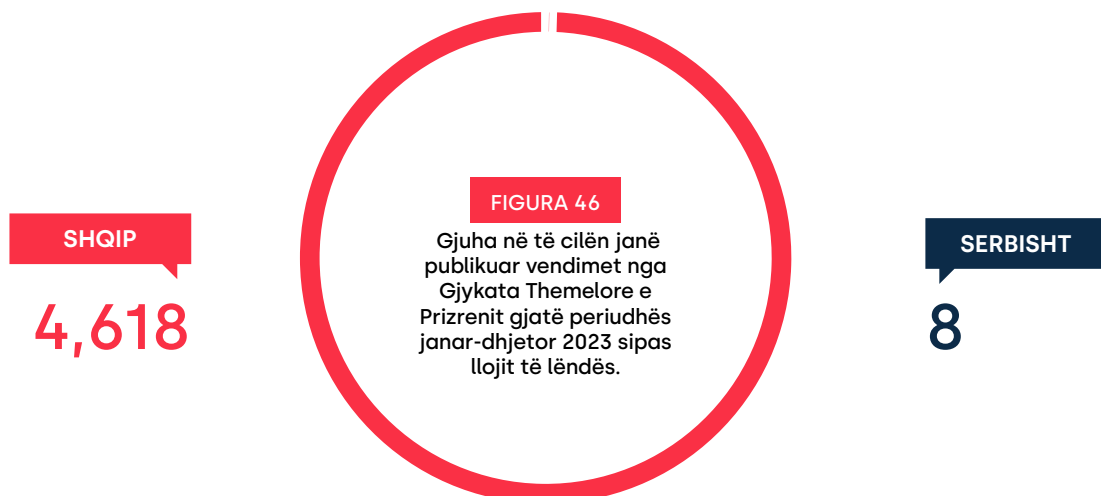 FIGURA 46
Gjuha në të cilën janë
publikuar vendimet nga
Gjykata Themelore e
Prizrenit gjatë periudhës
janar-dhjetor 2023 sipas
llojit të lëndës.
SHQIP
4,618
SERBISHT
8